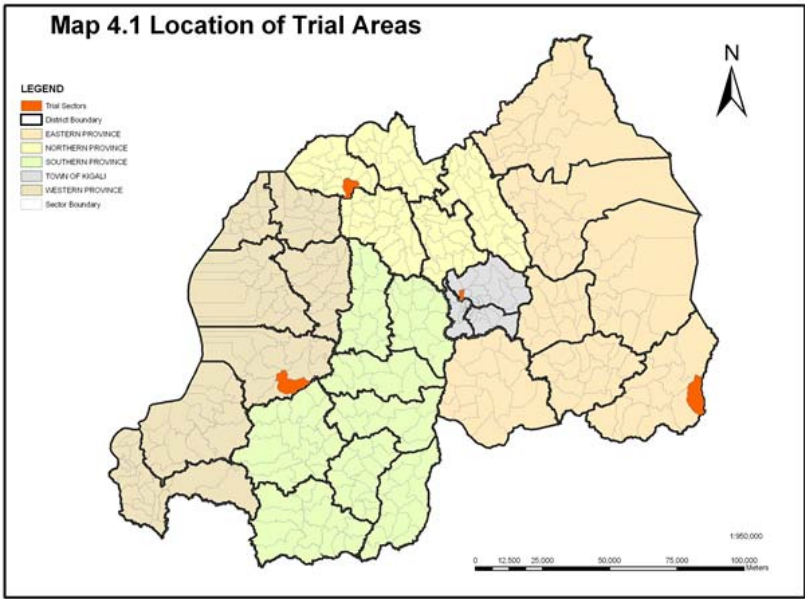 Map 4.1 Location of Trial Areas
N
LEGEND
Trial Sectors
District Boundary
EASTERN PROVINCE
NORTHERN PROVINCE
SOUTHERN PROVINCE
TOWN OF KIGALI
WESTERN PROVINCE
Sector Boundary
1:950,000
0 12,500 25,000 50,000 75,000 100,000
Meters